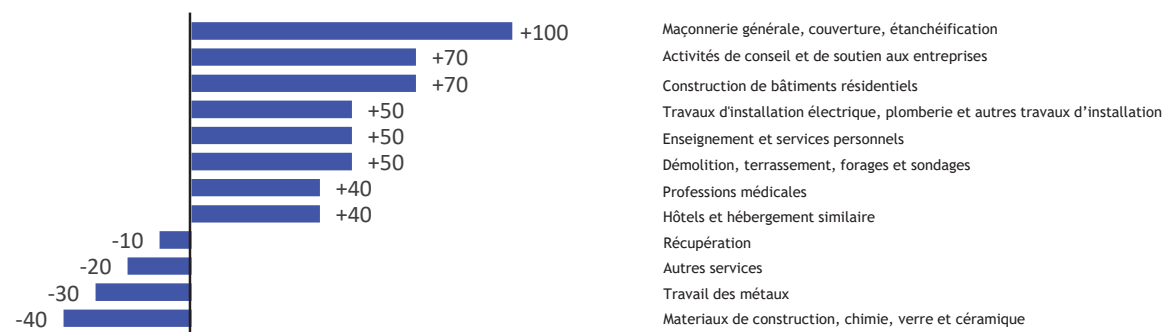 +100 Maçonnerie générale, couverture, étanchéification
+70 Activités de conseil et de soutien aux entreprises
+70 Construction de bâtiments résidentiels
+50 Travaux d'installation électrique, plomberie et autres travaux d’installation
+50 Enseignement et services personnels
+50 Démolition, terrassement, forages et sondages
+40 Professions médicales
+40 Hôtels et hébergement similaire
-10 Récupération
-20 Autres services
-30 Travail des métaux
-40 Materiaux de construction, chimie, verre et céramique